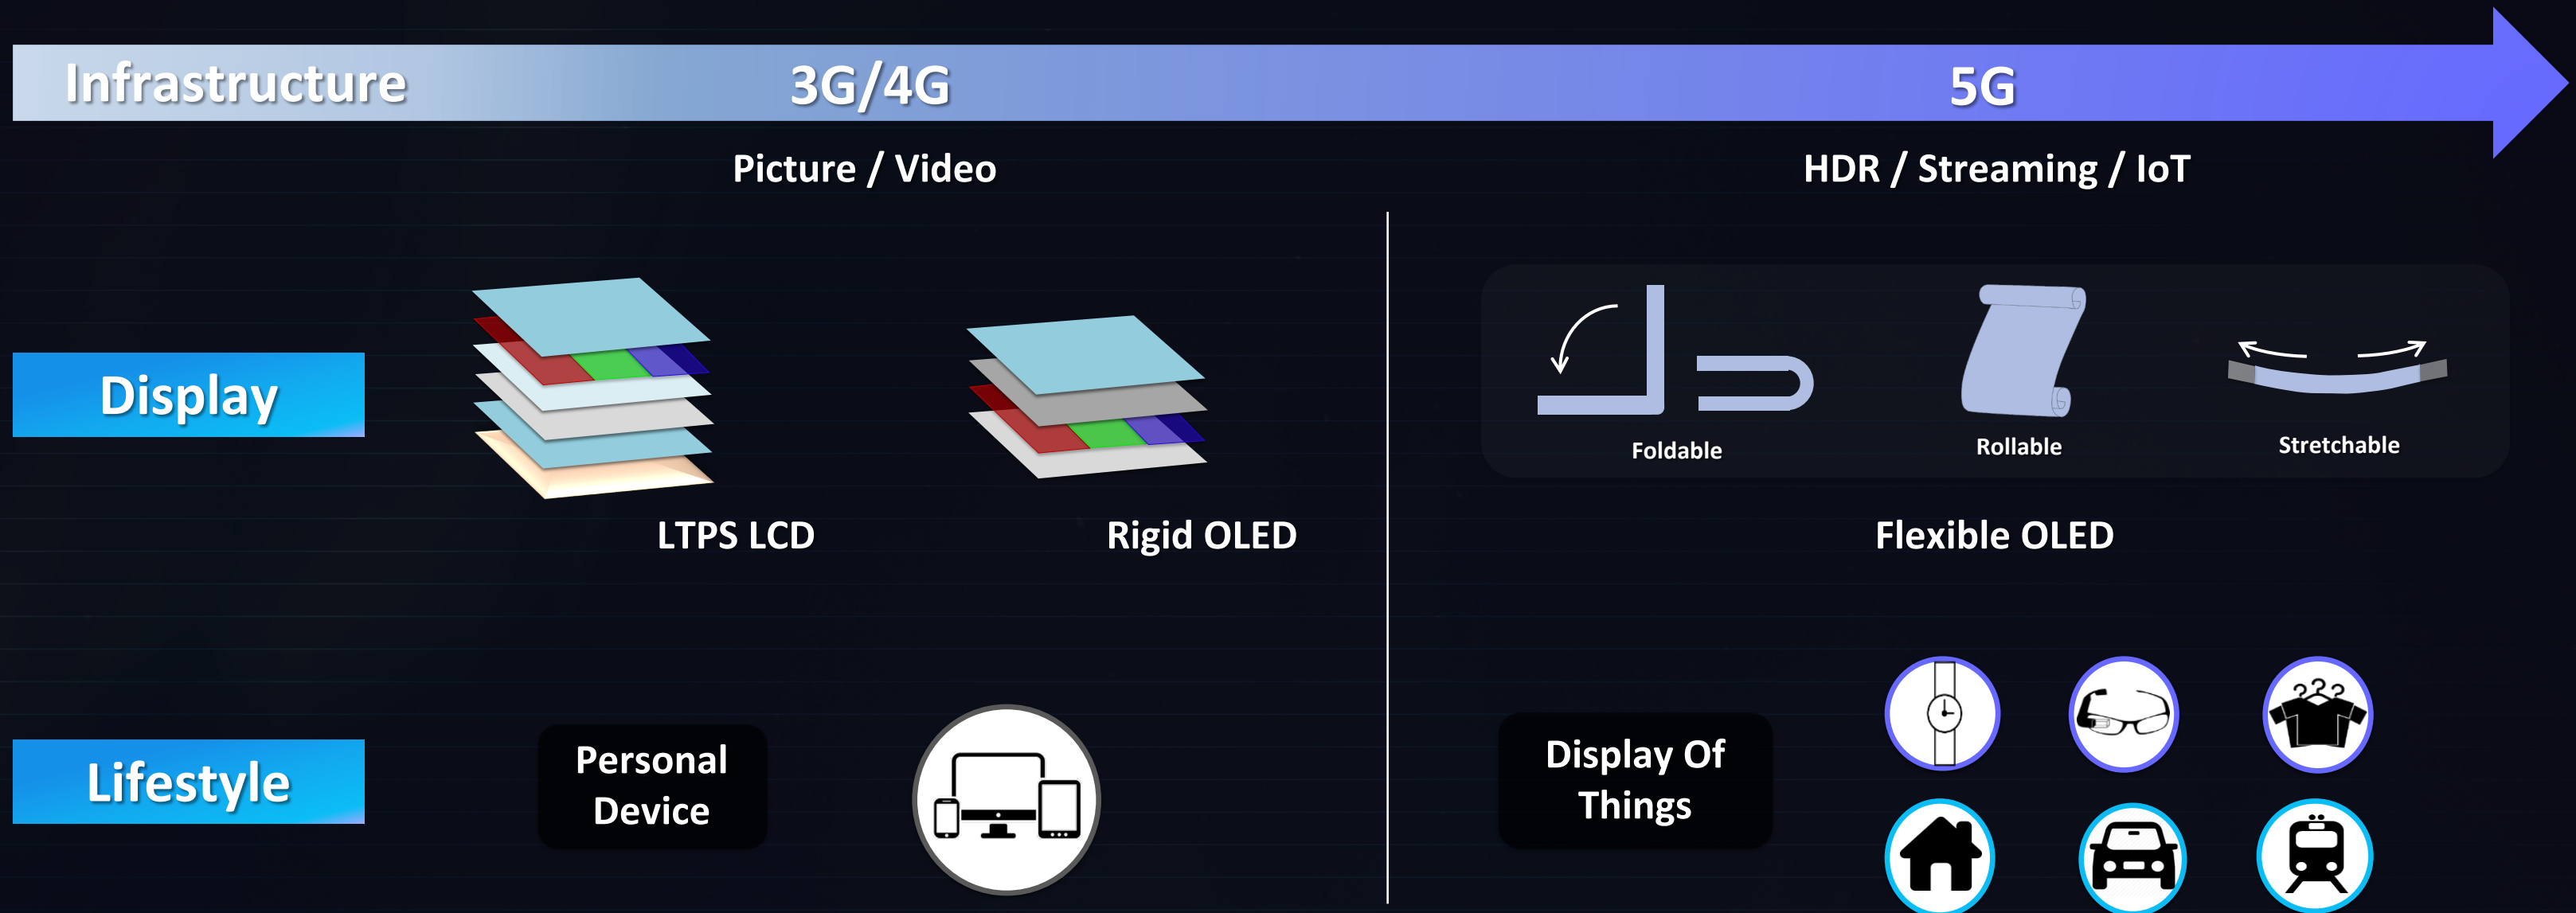 Infrastructure
3G/4G
5G
Picture / Video
HDR / Streaming / IoT
Display
Foldable
Rollable
Stretchable
LTPS LCD
Rigid OLED
Flexible OLED
Lifestyle
Personal
Device
Display Of
Things